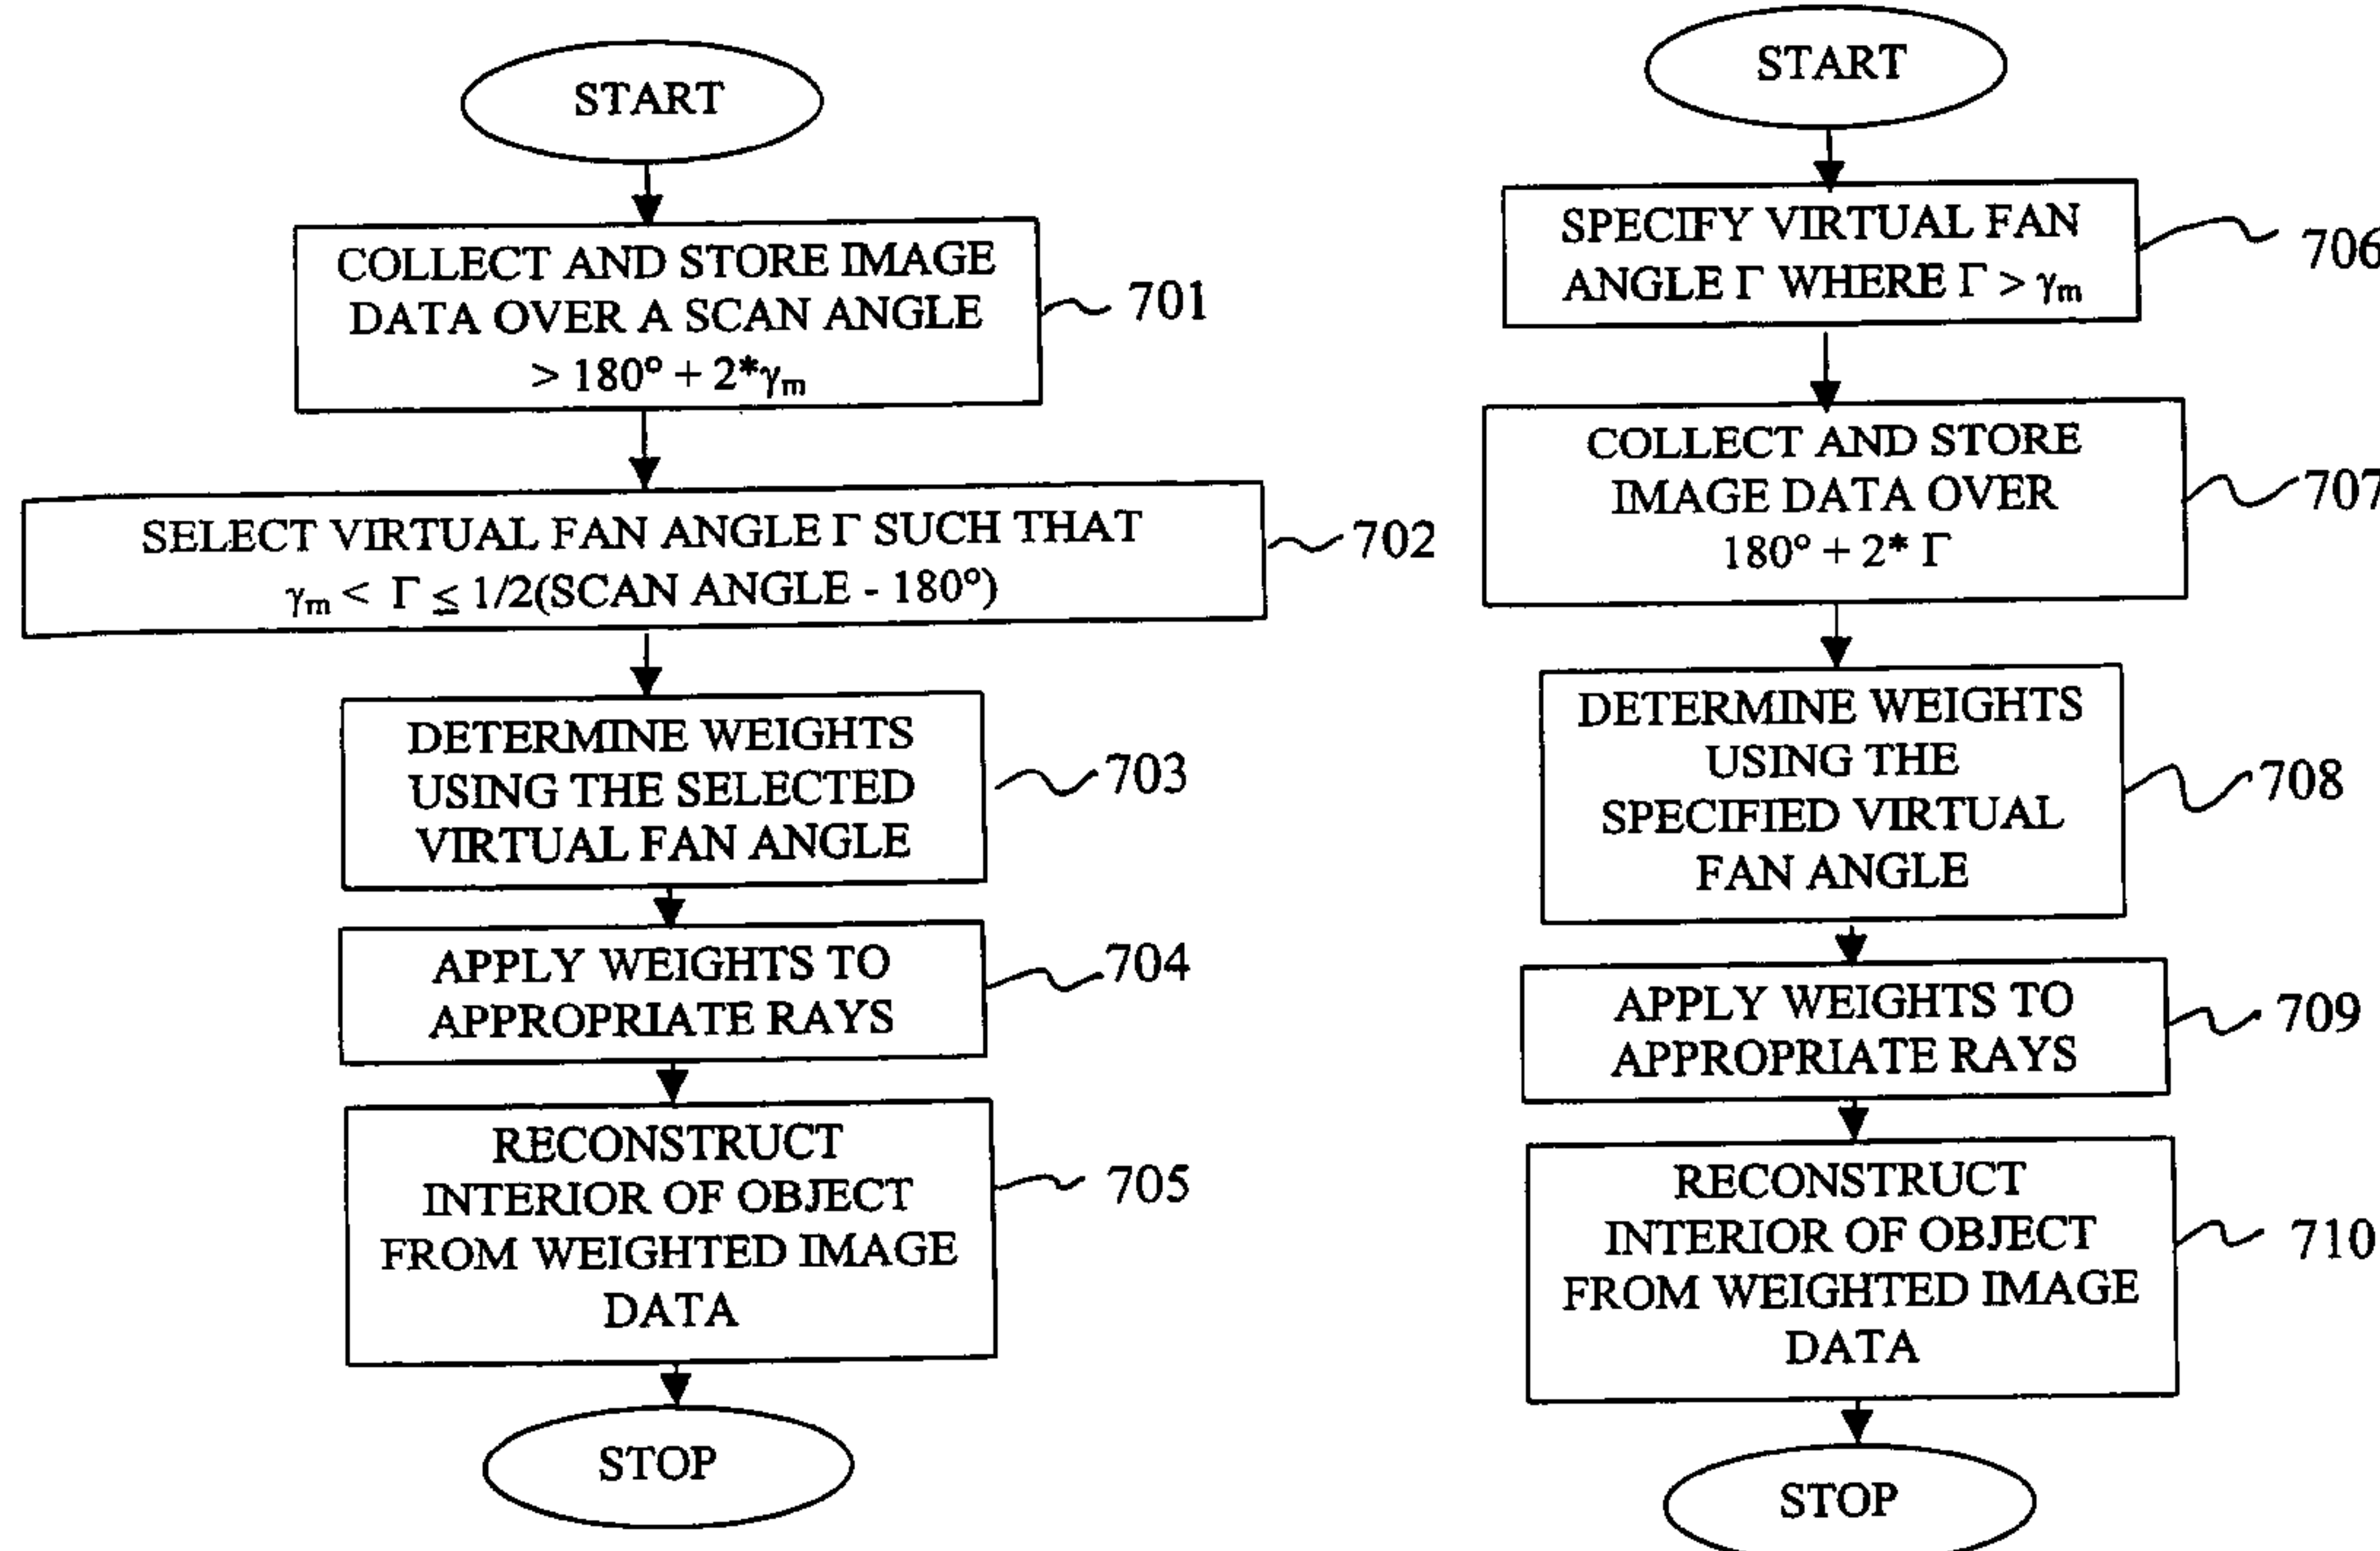 START
COLLECT AND STORE IMAGE
DATA OVER A SCAN ANGLE
> 180° + 2*γm
701
SELECT VIRTUAL FAN ANGLE Γ SUCH THAT
γm < Γ ≤ 1/2(SCAN ANGLE - 180°)
702
DETERMINE WEIGHTS
USING THE SELECTED
VIRTUAL FAN ANGLE
703
APPLY WEIGHTS TO
APPROPRIATE RAYS
704
RECONSTRUCT
INTERIOR OF OBJECT
FROM WEIGHTED IMAGE
DATA
705
STOP
START
SPECIFY VIRTUAL FAN
ANGLE Γ WHERE Γ > γm
706
COLLECT AND STORE
IMAGE DATA OVER
180° + 2* Γ
707
DETERMINE WEIGHTS
USING THE
SPECIFIED VIRTUAL
FAN ANGLE
708
APPLY WEIGHTS TO
APPROPRIATE RAYS
709
RECONSTRUCT
INTERIOR OF OBJECT
FROM WEIGHTED IMAGE
DATA
710
STOP